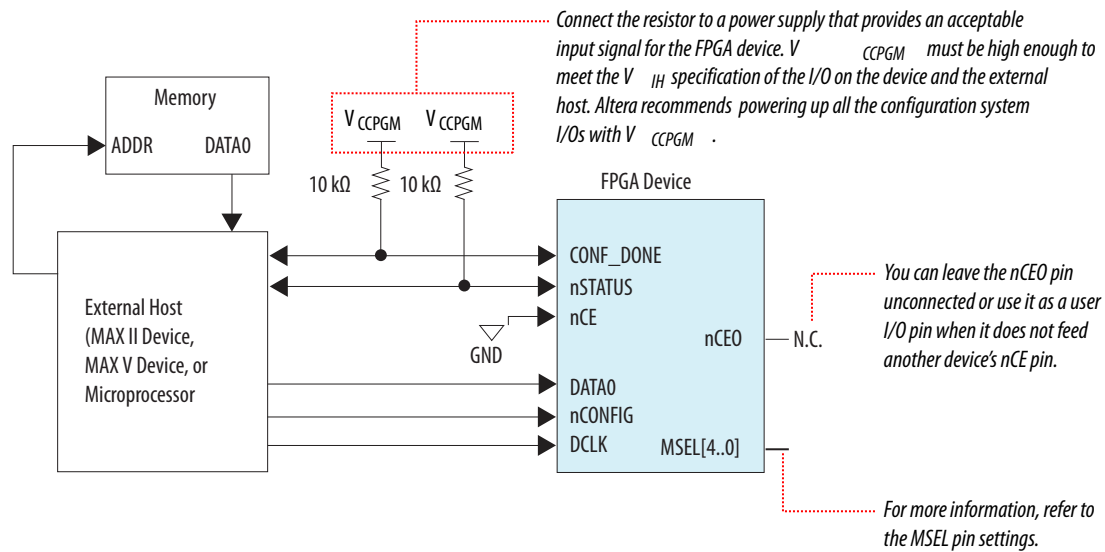 Connect the resistor to a power supply that provides an acceptable
input signal for the FPGA device. V CCPGM must be high enough to
meet the V IH specification of the I/O on the device and the external
host. Altera recommends powering up all the configuration system
I/Os with V CCPGM .
Memory
ADDR DATA0
V CCPGM V CCPGM
10 kΩ 10 kΩ
FPGA Device
External Host
(MAX II Device,
MAX V Device, or
Microprocessor
GND
CONF_DONE
nSTATUS
nCE
nCEO
N.C.
DATA0
nCONFIG
DCLK
MSEL[4..0]
You can leave the nCEO pin
unconnected or use it as a user
I/O pin when it does not feed
another device's nCE pin.
For more information, refer to
the MSEL pin settings.